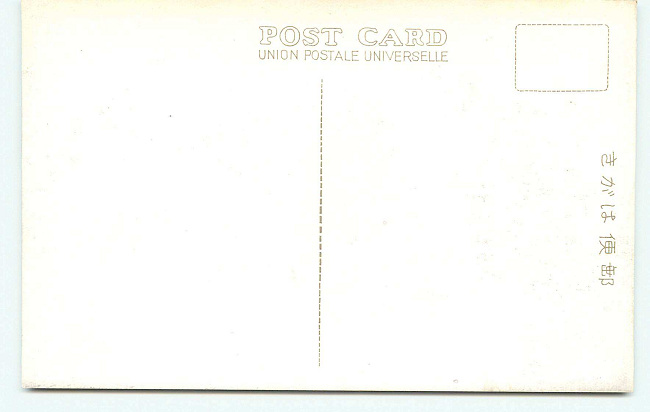 POST CARD
UNION POSTALE UNIVERSELLE
きがは便郵